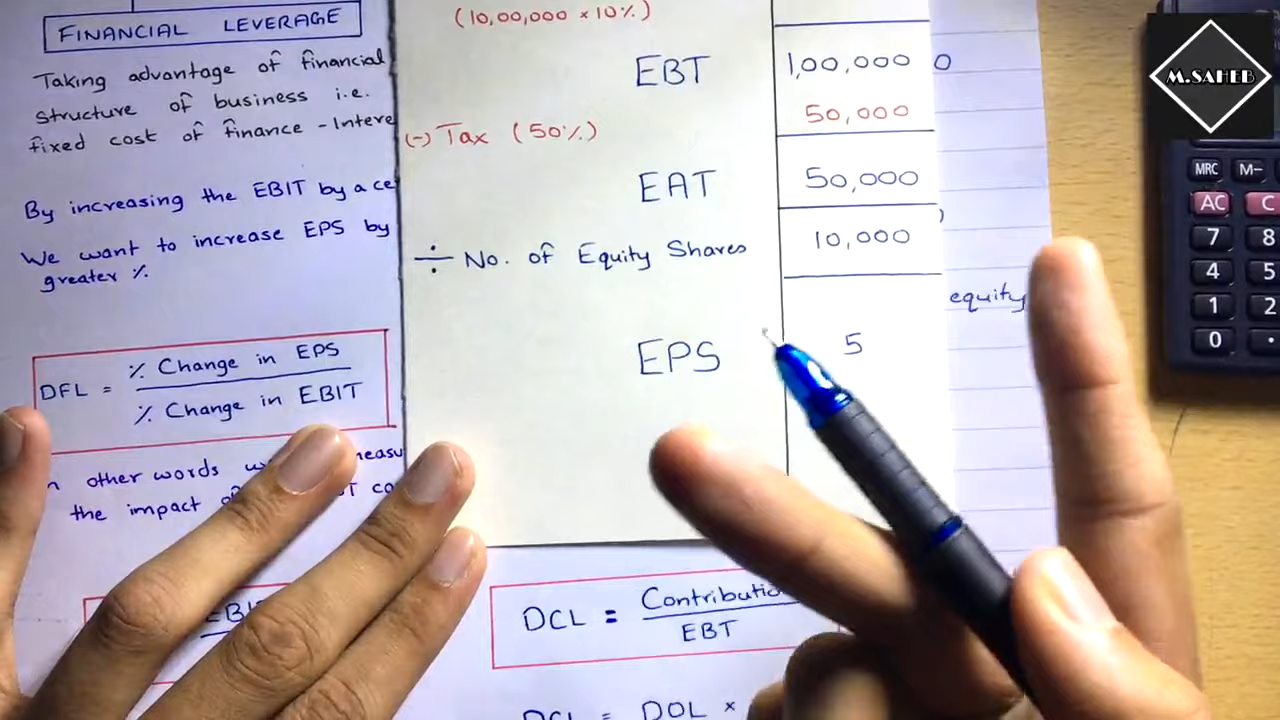 FINANCIAL LEVERAGE
Taking advantage of financial
structure of business i.e.
fixed cost of finance - Intere
By increasing the EBIT by a ce
We want to increase EPS by
greater %.
DFL = % Change in EPS
% Change in EBIT
other words
the impact
(10,00,000 × 10%)
EBT 1,00,000
(-) Tax (50%) 50,000
EAT 50,000
÷ No. of Equity Shares 10,000
EPS 5
equity
DCL = Contributio
EBT
DCL = DOL ×
M.SAHEB
MRC M-
AC C
7 8
4 5
1 2
0 .